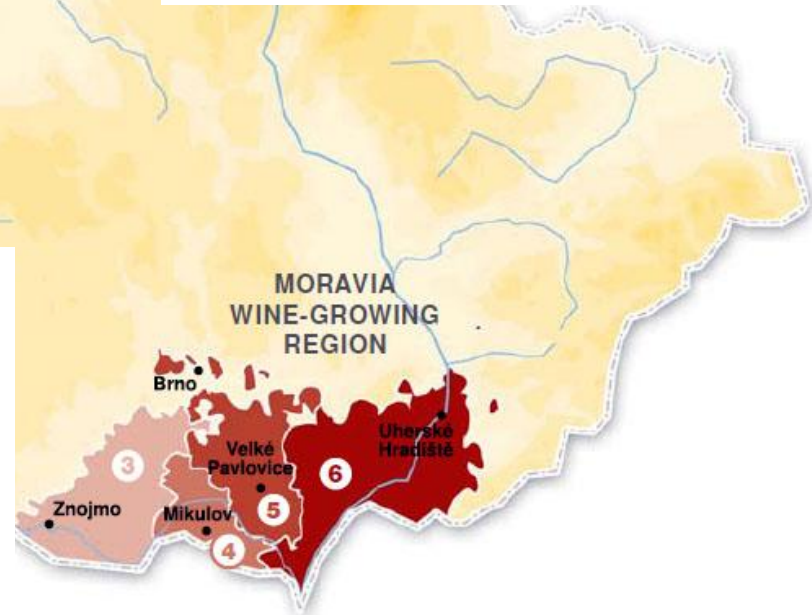 MORAVIA
WINE-GROWING
REGION
Brno
3
Velké
Pavlovice
Uherské
Hradiště
6
5
Znojmo
Mikulov
4